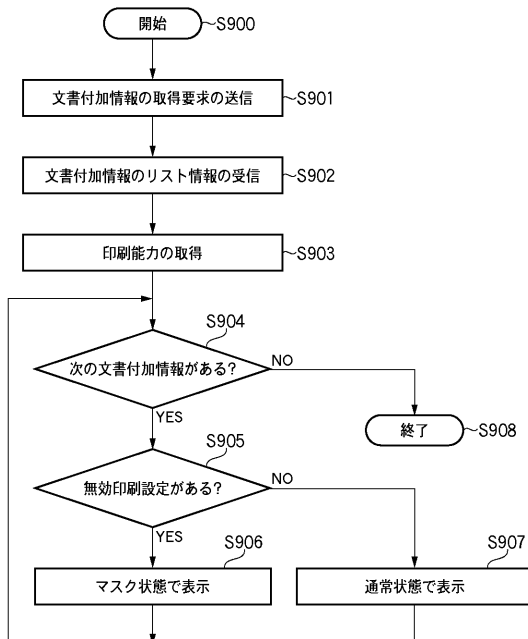 開始
S900
文書付加情報の取得要求の送信
S901
文書付加情報のリスト情報の受信
S902
印刷能力の取得
S903
S904
次の文書付加情報がある?
NO
YES
終了
S908
S905
無効印刷設定がある?
NO
YES
S906
マスク状態で表示
S907
通常状態で表示